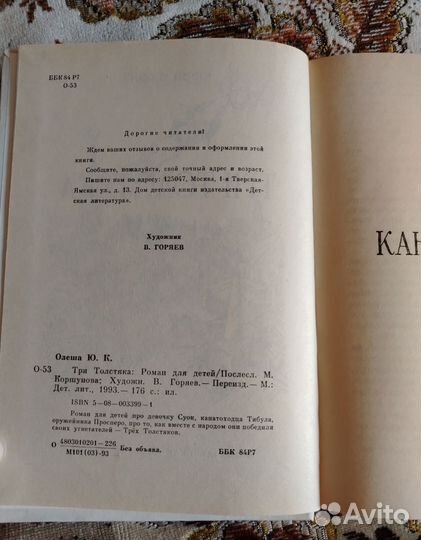 ББК 84 Р7
О-53
Дорогие читатели!
Ждем ваших отзывов о содержании и оформлении этой
книги.
Сообщите, пожалуйста, свой точный адрес и возраст.
Пишите нам по адресу: 125047, Москва, 1-я Тверская-
Ямская ул., д. 13. Дом детской книги издательства «Дет-
ская литература».
Художник
В. ГОРЯЕВ
КАН
Олеша Ю. К.
О-53 Три Толстяка: Роман для детей/Послесл. М.
Коршунова; Художн. В. Горяев.— Переизд.— М.:
Дет. лит., 1993.— 176 с.: ил.
ISBN 5—08—003399—1
Роман для детей про девочку Суок, канатоходца Тибула,
оружейника Просперо, про то, как вместе с народом они победили
своих угнетателей — Трёх Толстяков.
О 4803010201—226
М101(03)-93 Без объявл. ББК 84Р7
Avito